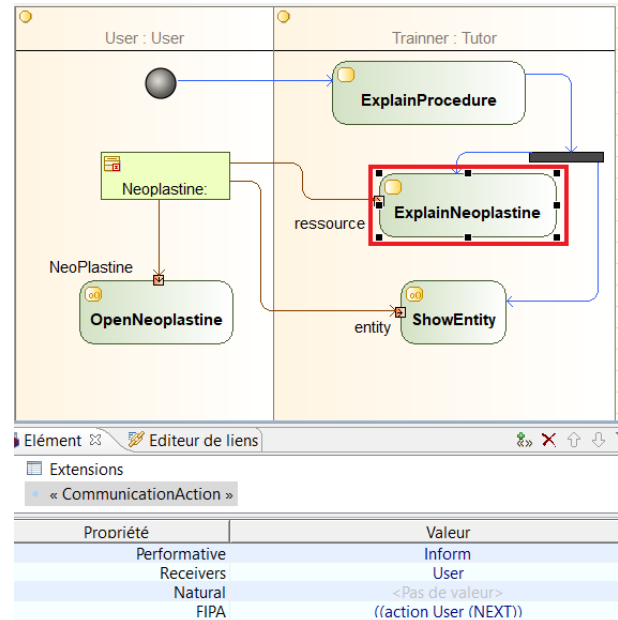 User : User
Trainner : Tutor
ExplainProcedure
Neoplastine:
ressource
ExplainNeoplastine
NeoPlastine
OpenNeoplastine
entity
ShowEntity
Elément
Editeur de liens
Extensions
« CommunicationAction »
Propriété Valeur
Performative Inform
Receivers User
Natural <Pas de valeur>
FIPA ((action User (NEXT))